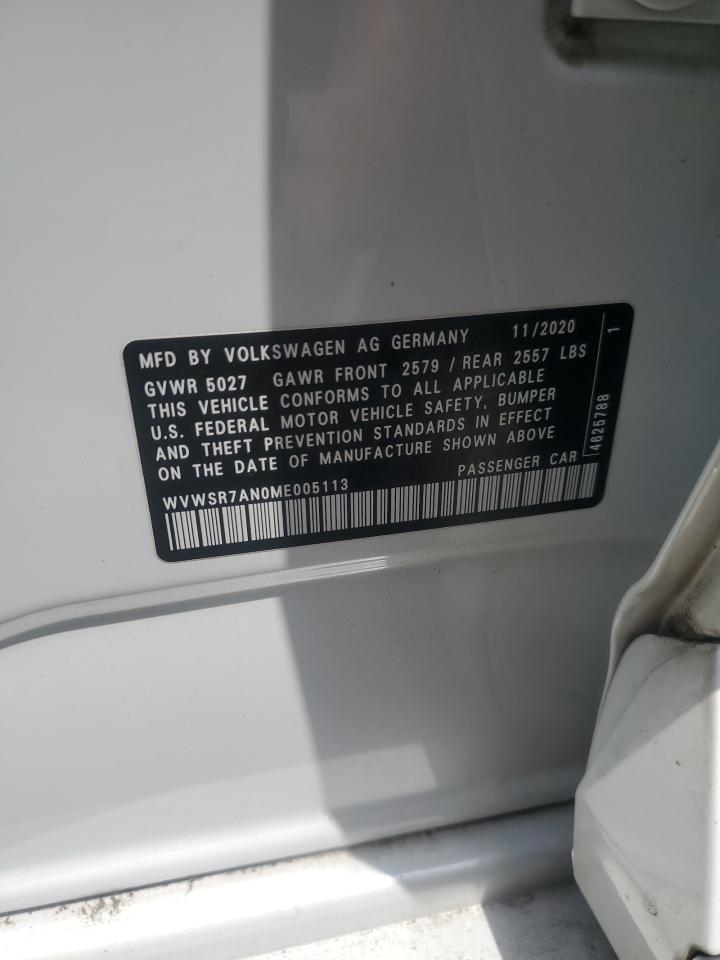 MFD BY VOLKSWAGEN AG GERMANY 11/2020
GVWR 5027 GAWR FRONT 2579 / REAR 2557 LBS
THIS VEHICLE CONFORMS TO ALL APPLICABLE
U.S. FEDERAL MOTOR VEHICLE SAFETY, BUMPER
AND THEFT PREVENTION STANDARDS IN EFFECT
ON THE DATE OF MANUFACTURE SHOWN ABOVE
WVWSR7AN0ME005113 PASSENGER CAR
4625788 1